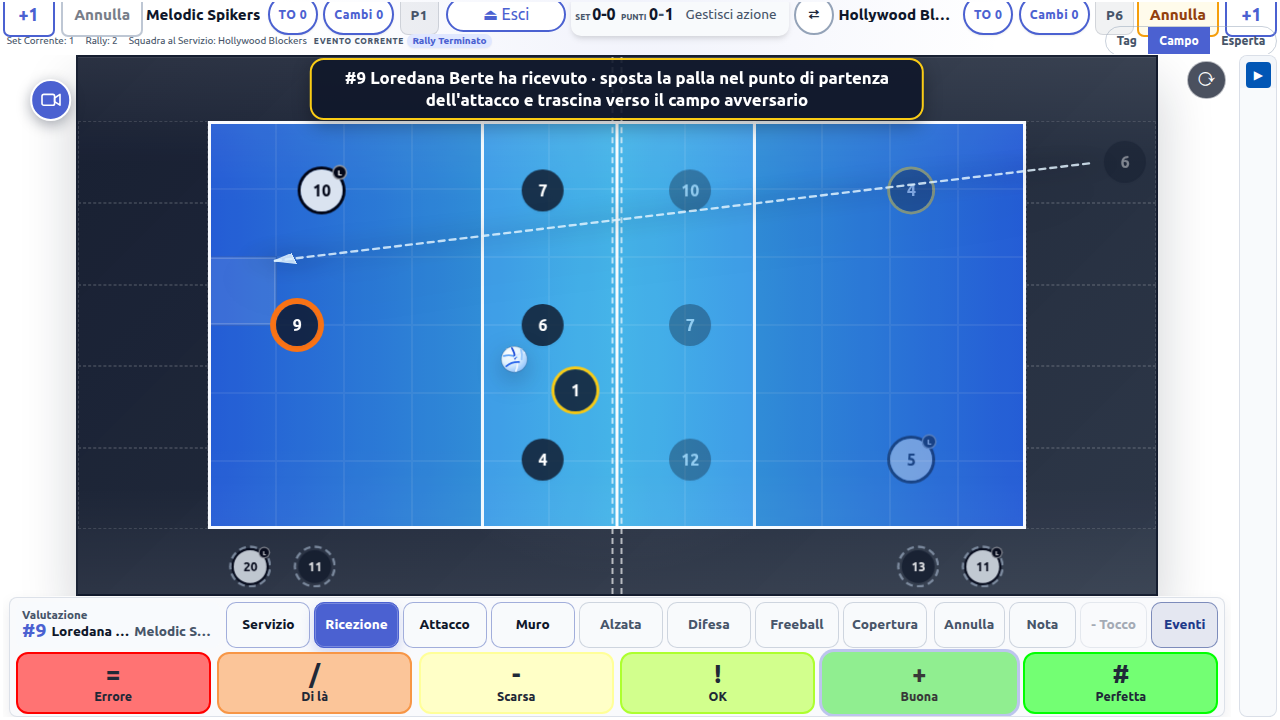 +1 Annulla Melodic Spikers TO 0 Cambi 0 P1 ⏏ Esci SET 0-0 PUNTI 0-1 Gestisci azione ⇄ Hollywood Bl... TO 0 Cambi 0 P6 Annulla +1
Set Corrente: 1 Rally: 2 Squadra al Servizio: Hollywood Blockers EVENTO CORRENTE Rally Terminato Tag Campo Esperta
#9 Loredana Berte ha ricevuto · sposta la palla nel punto di partenza
dell'attacco e trascina verso il campo avversario
6
10 L 7 10 4
9 6 7
1
4 12 5 L
20 L 11 13 11 L
Valutazione
#9 Loredana ... Melodic S...
Servizio Ricezione Attacco Muro Alzata Difesa Freeball Copertura Annulla Nota - Tocco Eventi
= / - ! + #
Errore Di là Scarsa OK Buona Perfetta